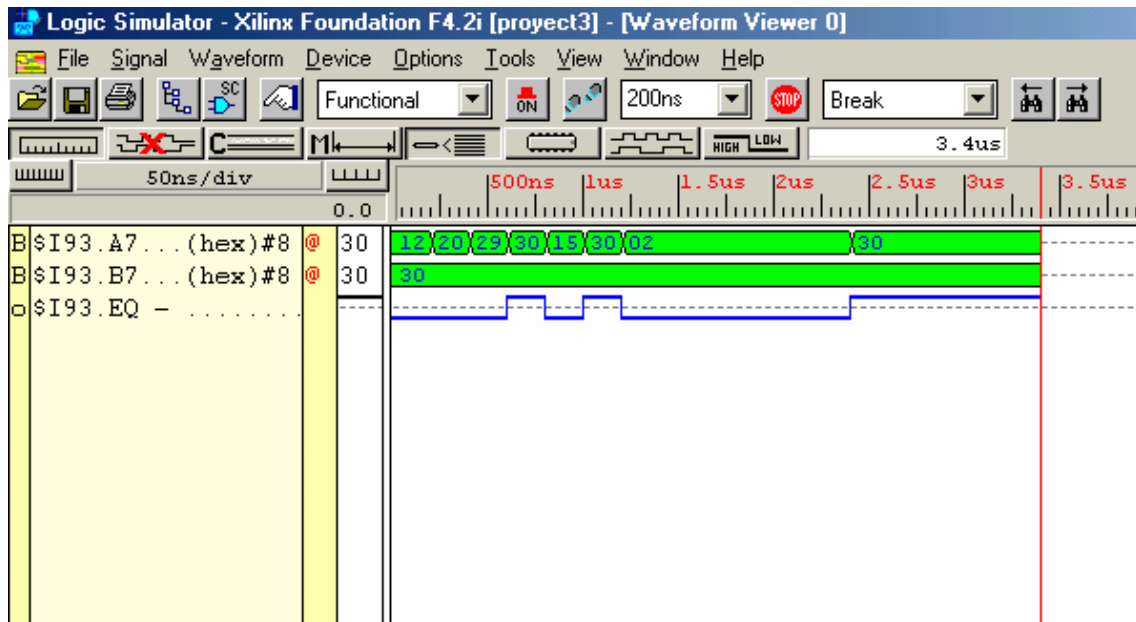 Logic Simulator - Xilinx Foundation F4.2i [proyect3] - [Waveform Viewer 0]
File Signal Waveform Device Options Tools View Window Help
SC Functional ON 200ns STOP Break
C M HIGH LOW 3.4us
50ns/div 500ns 1us 1.5us 2us 2.5us 3us 3.5us
0.0
B $I93.A7...(hex)#8 @ 30 12 20 29 30 15 30 02 30
B $I93.B7...(hex)#8 @ 30 30
o $I93.EQ - ........